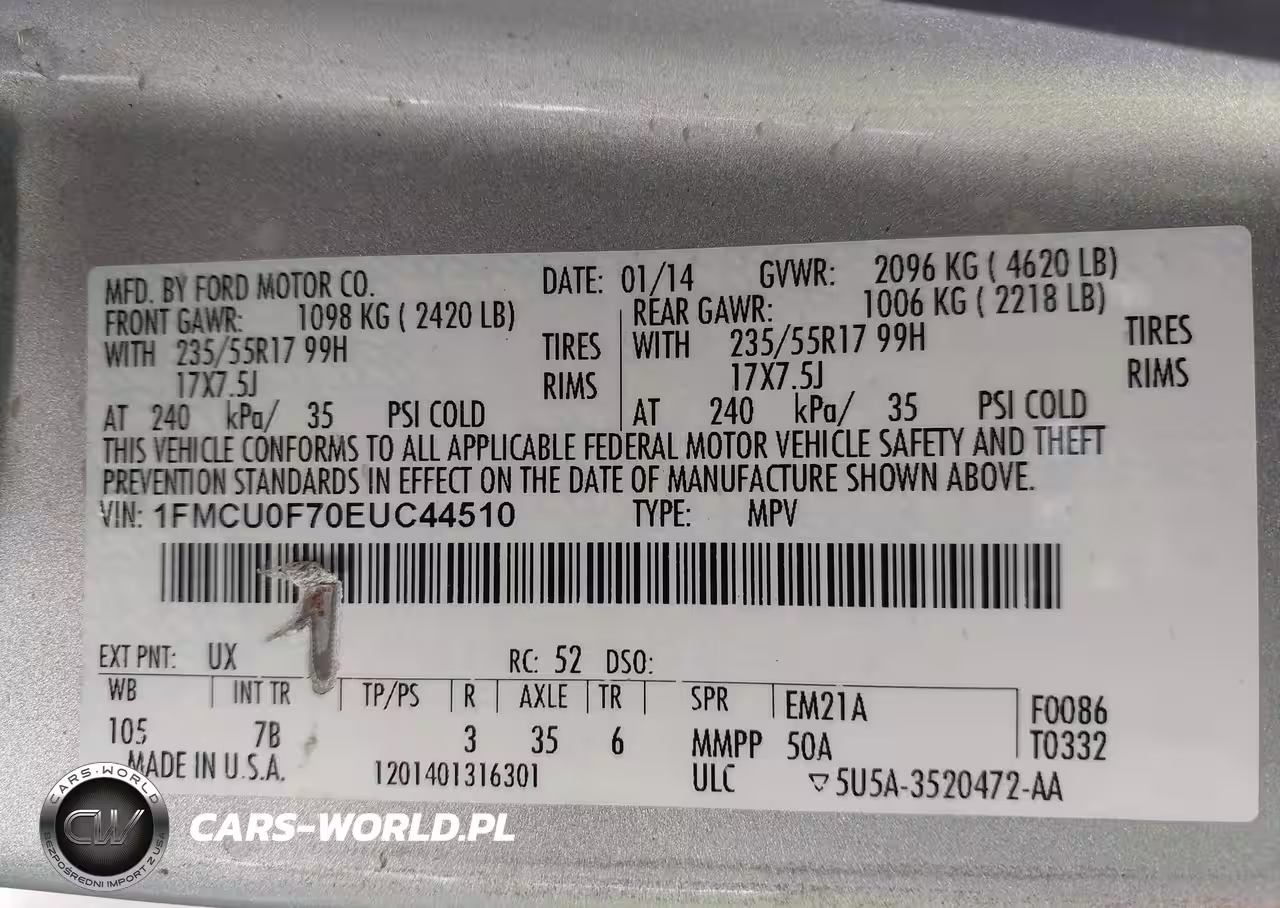 MFD. BY FORD MOTOR CO. DATE: 01/14 GVWR: 2096 KG ( 4620 LB)
FRONT GAWR: 1098 KG ( 2420 LB) REAR GAWR: 1006 KG ( 2218 LB)
WITH 235/55R17 99H TIRES WITH 235/55R17 99H TIRES
17X7.5J RIMS 17X7.5J RIMS
AT 240 kPa/ 35 PSI COLD AT 240 kPa/ 35 PSI COLD
THIS VEHICLE CONFORMS TO ALL APPLICABLE FEDERAL MOTOR VEHICLE SAFETY AND THEFT
PREVENTION STANDARDS IN EFFECT ON THE DATE OF MANUFACTURE SHOWN ABOVE.
VIN: 1FMCU0F70EUC44510 TYPE: MPV
EXT PNT: UX RC: 52 DSO:
WB INT TR TP/PS R AXLE TR SPR EM21A F0086
105 7B 3 35 6 MMPP 50A T0332
MADE IN U.S.A. 1201401316301 ULC 5U5A-3520472-AA
CARS-WORLD
CW
BEZPOŚREDNI IMPORT Z USA
CARS-WORLD.PL